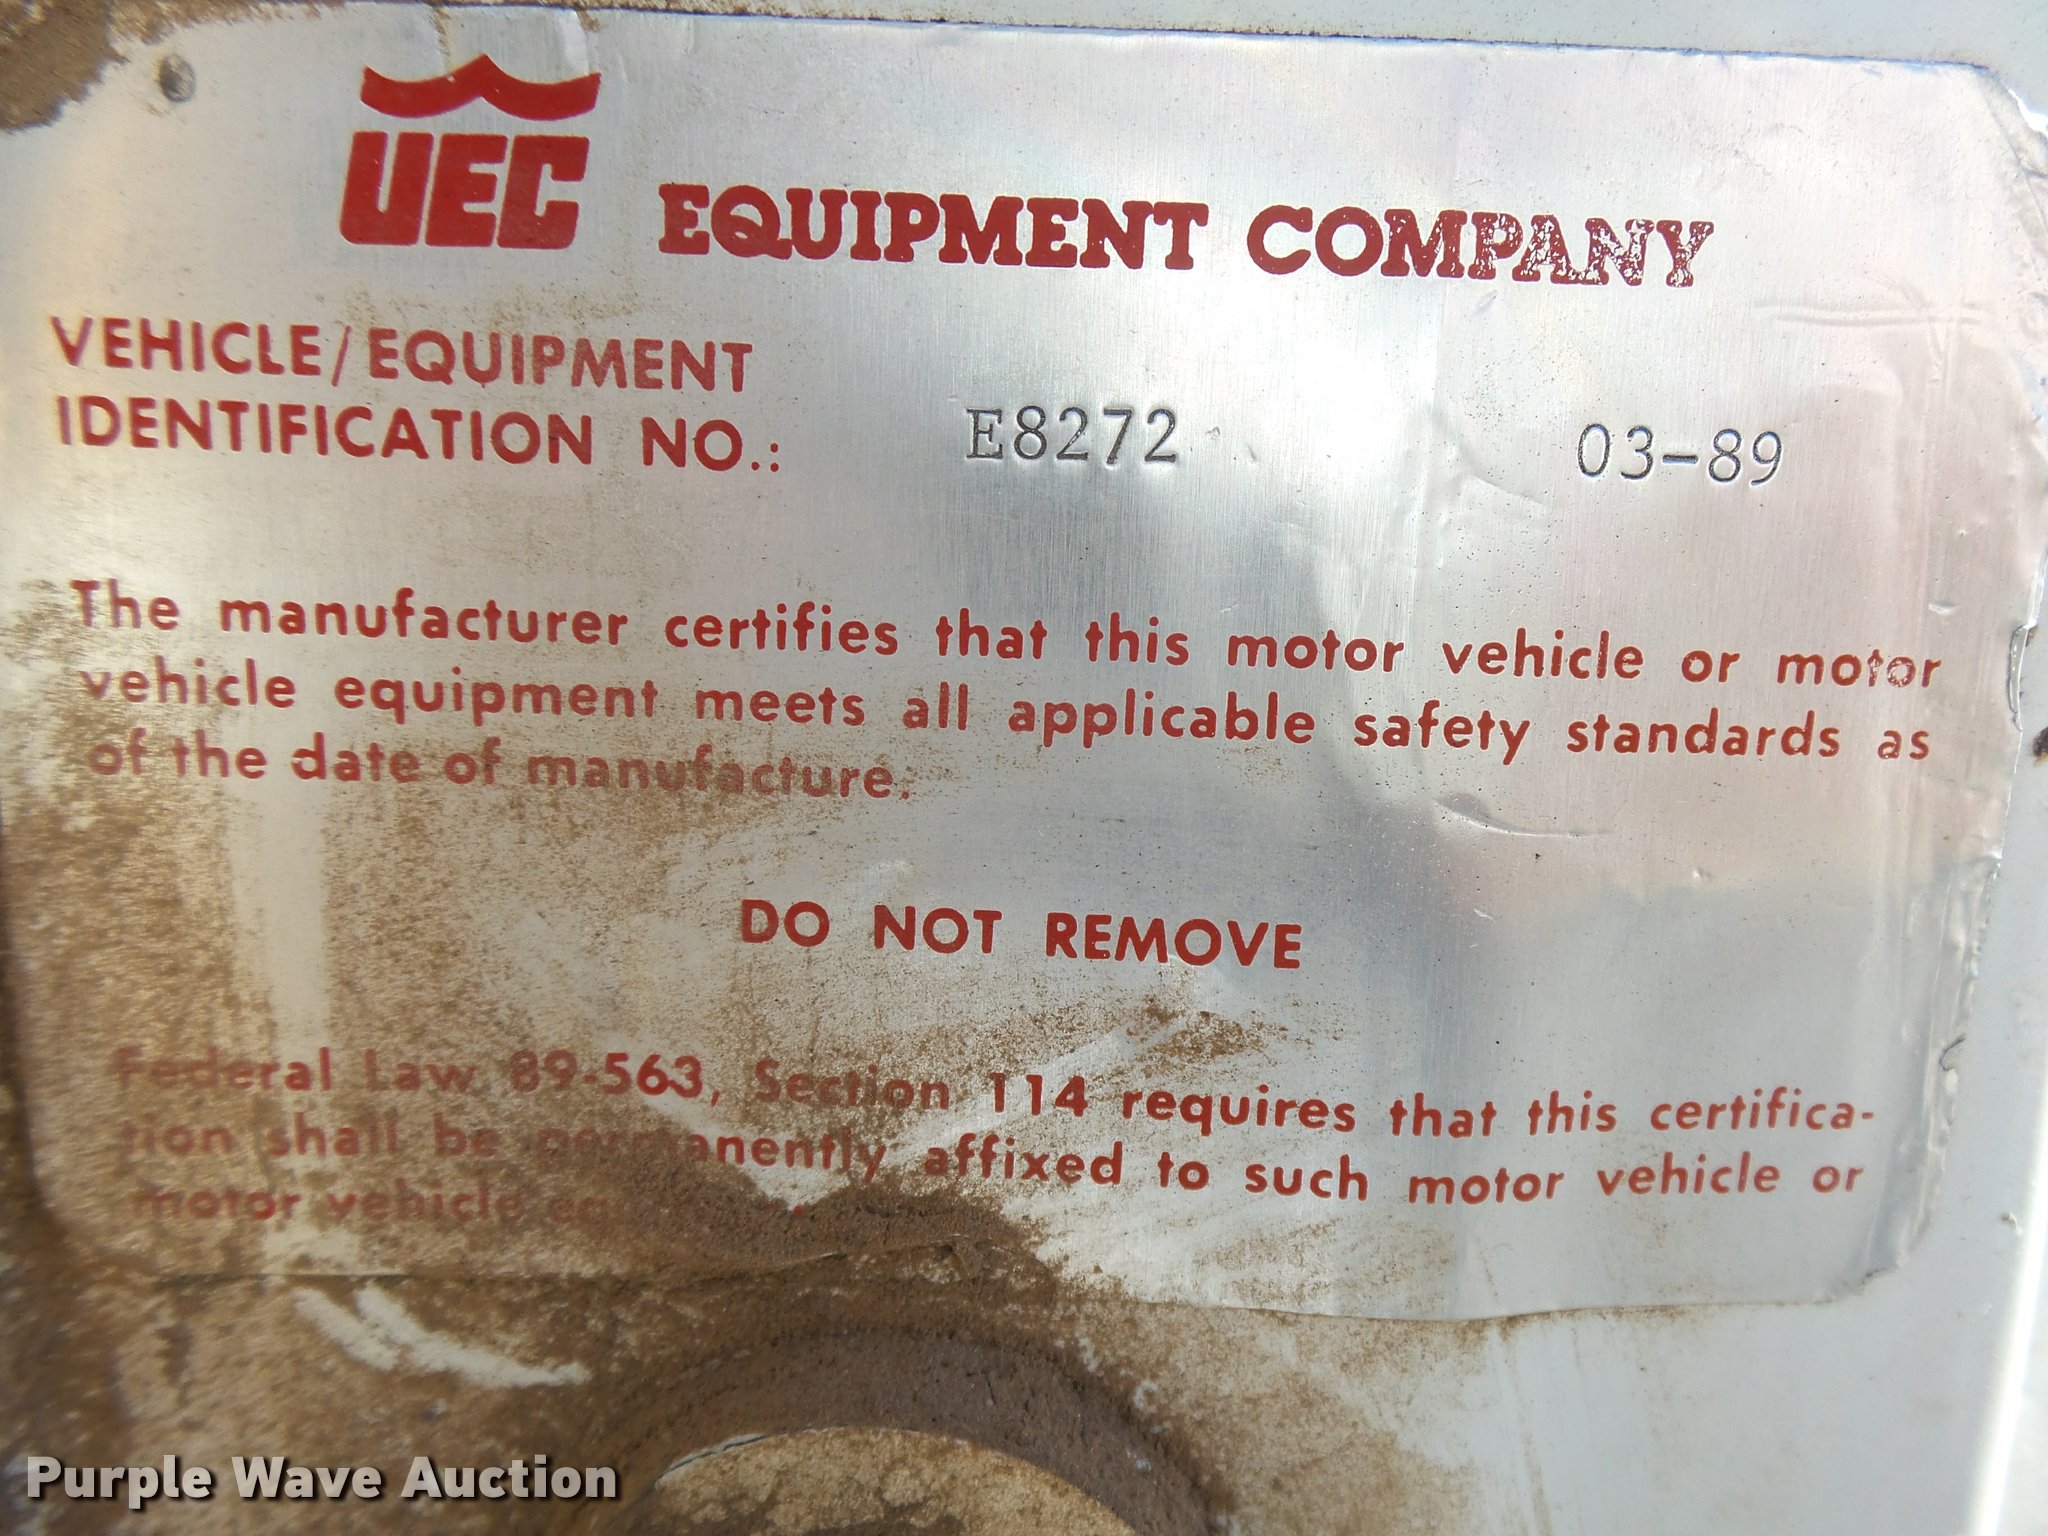 UEC EQUIPMENT COMPANY
VEHICLE/EQUIPMENT
IDENTIFICATION NO.: E8272 03-89
The manufacturer certifies that this motor vehicle or motor
vehicle equipment meets all applicable safety standards as
of the date of manufacture.
DO NOT REMOVE
Federal Law 89-563, Section 114 requires that this certifica-
tion shall be permanently affixed to such motor vehicle or
motor vehicle
Purple Wave Auction